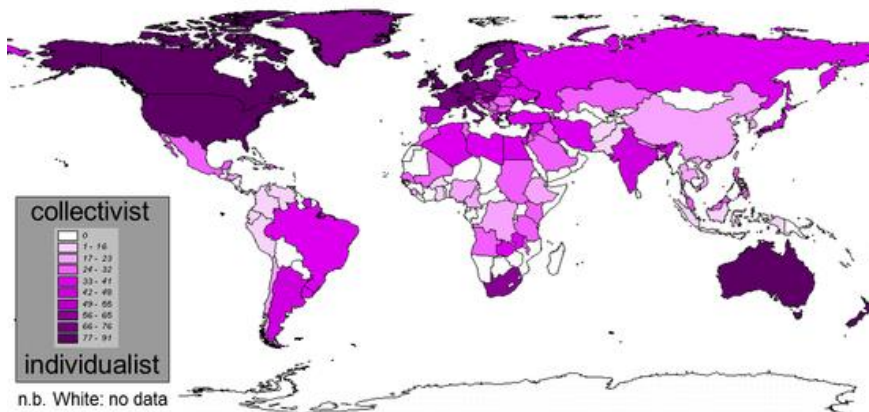 collectivist
0
1 - 16
17 - 23
24 - 32
33 - 41
42 - 48
49 - 55
56 - 65
66 - 76
77 - 91
individualist
n.b. White: no data